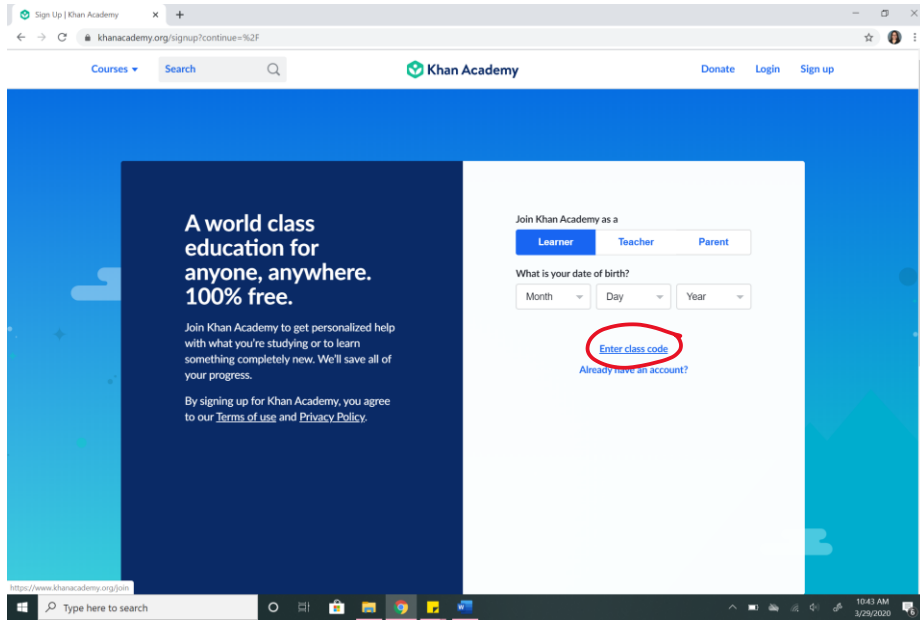 Sign Up | Khan Academy
khanacademy.org/signup?continue=%2F
Courses Search Khan Academy Donate Login Sign up
A world class
education for
anyone, anywhere.
100% free.
Join Khan Academy to get personalized help
with what you're studying or to learn
something completely new. We'll save all of
your progress.
By signing up for Khan Academy, you agree
to our Terms of use and Privacy Policy.
Join Khan Academy as a
Learner Teacher Parent
What is your date of birth?
Month Day Year
Enter class code
Already have an account?
https://www.khanacademy.org/join
Type here to search
10:43 AM
3/29/2020
6